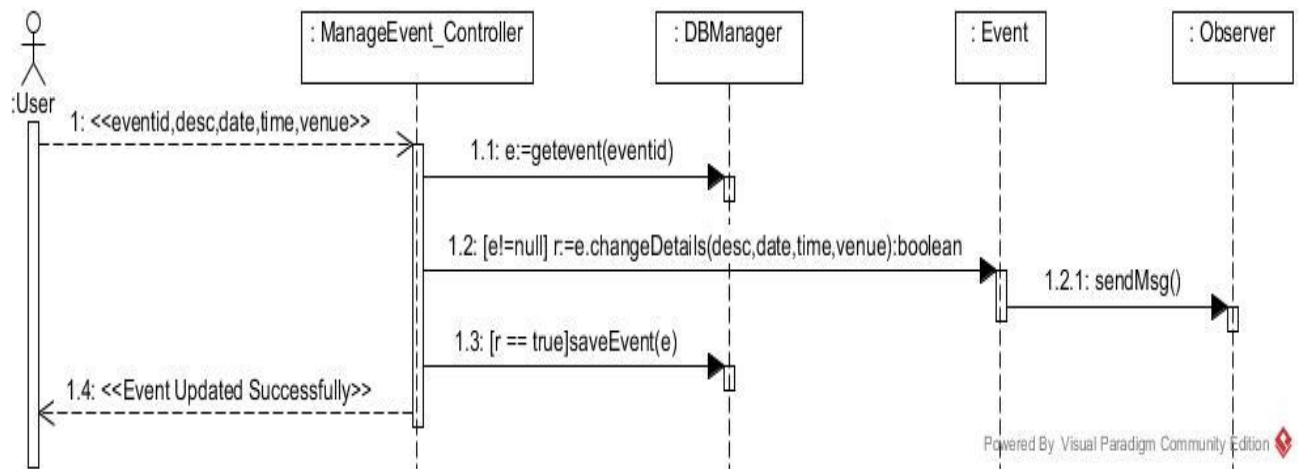 : ManageEvent_Controller
: DBManager
: Event
: Observer
:User
1: <<eventid,desc,date,time,venue>>
1.1: e:=getevent(eventid)
1.2: [e!=null] r:=e.changeDetails(desc,date,time,venue):boolean
1.2.1: sendMsg()
1.3: [r == true]saveEvent(e)
1.4: <<Event Updated Successfully>>
Powered By Visual Paradigm Community Edition